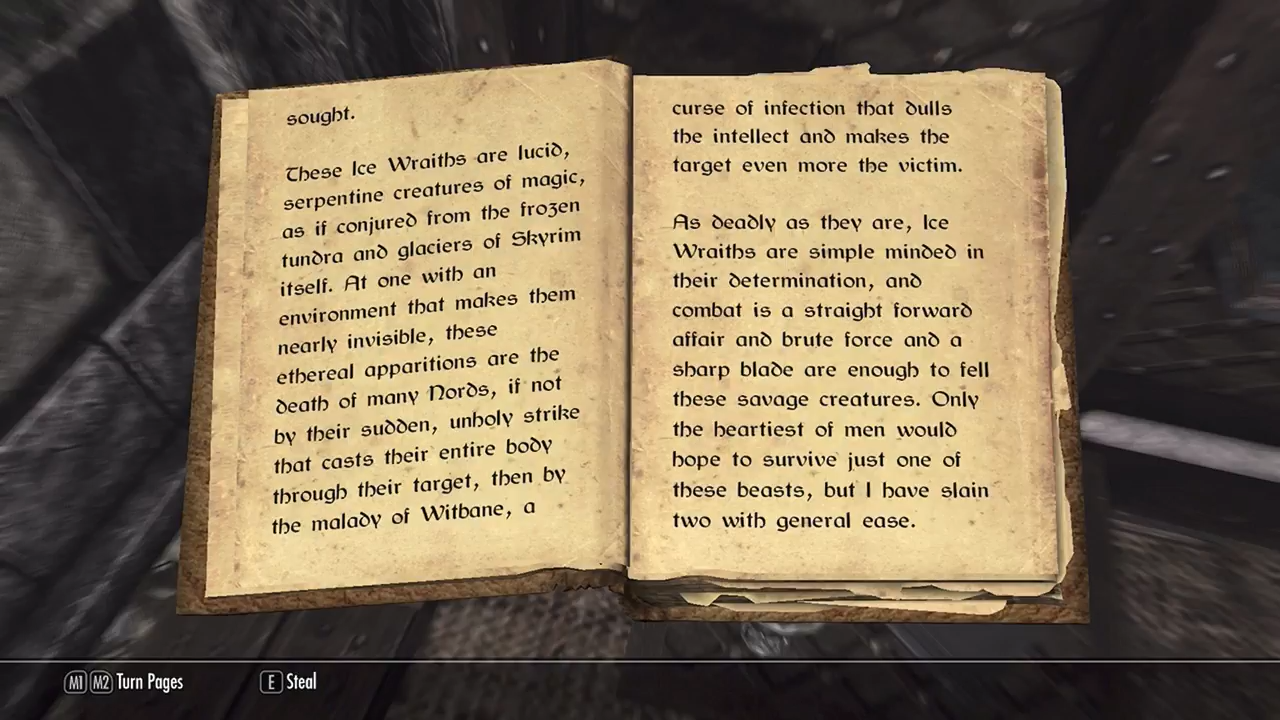 sought.
These Ice Wraiths are lucid,
serpentine creatures of magic,
as if conjured from the frozen
tundra and glaciers of Skyrim
itself. At one with an
environment that makes them
nearly invisible, these
ethereal apparitions are the
death of many Nords, if not
by their sudden, unholy strike
that casts their entire body
through their target, then by
the malady of Witbane, a
curse of infection that dulls
the intellect and makes the
target even more the victim.
As deadly as they are, Ice
Wraiths are simple minded in
their determination, and
combat is a straight forward
affair and brute force and a
sharp blade are enough to fell
these savage creatures. Only
the heartiest of men would
hope to survive just one of
these beasts, but I have slain
two with general ease.
M1 M2 Turn Pages
E Steal